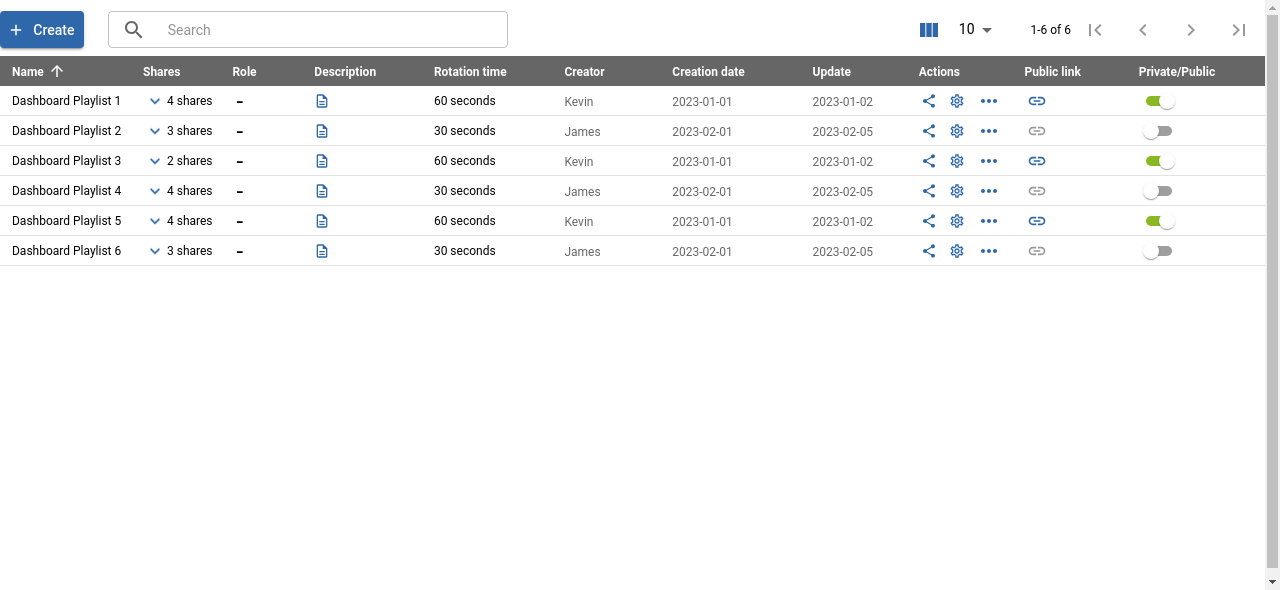 Create Search 10 1-6 of 6
Name Shares Role Description Rotation time Creator Creation date Update Actions Public link Private/Public
Dashboard Playlist 1 4 shares – 60 seconds Kevin 2023-01-01 2023-01-02
Dashboard Playlist 2 3 shares – 30 seconds James 2023-02-01 2023-02-05
Dashboard Playlist 3 2 shares – 60 seconds Kevin 2023-01-01 2023-01-02
Dashboard Playlist 4 4 shares – 30 seconds James 2023-02-01 2023-02-05
Dashboard Playlist 5 4 shares – 60 seconds Kevin 2023-01-01 2023-01-02
Dashboard Playlist 6 3 shares – 30 seconds James 2023-02-01 2023-02-05